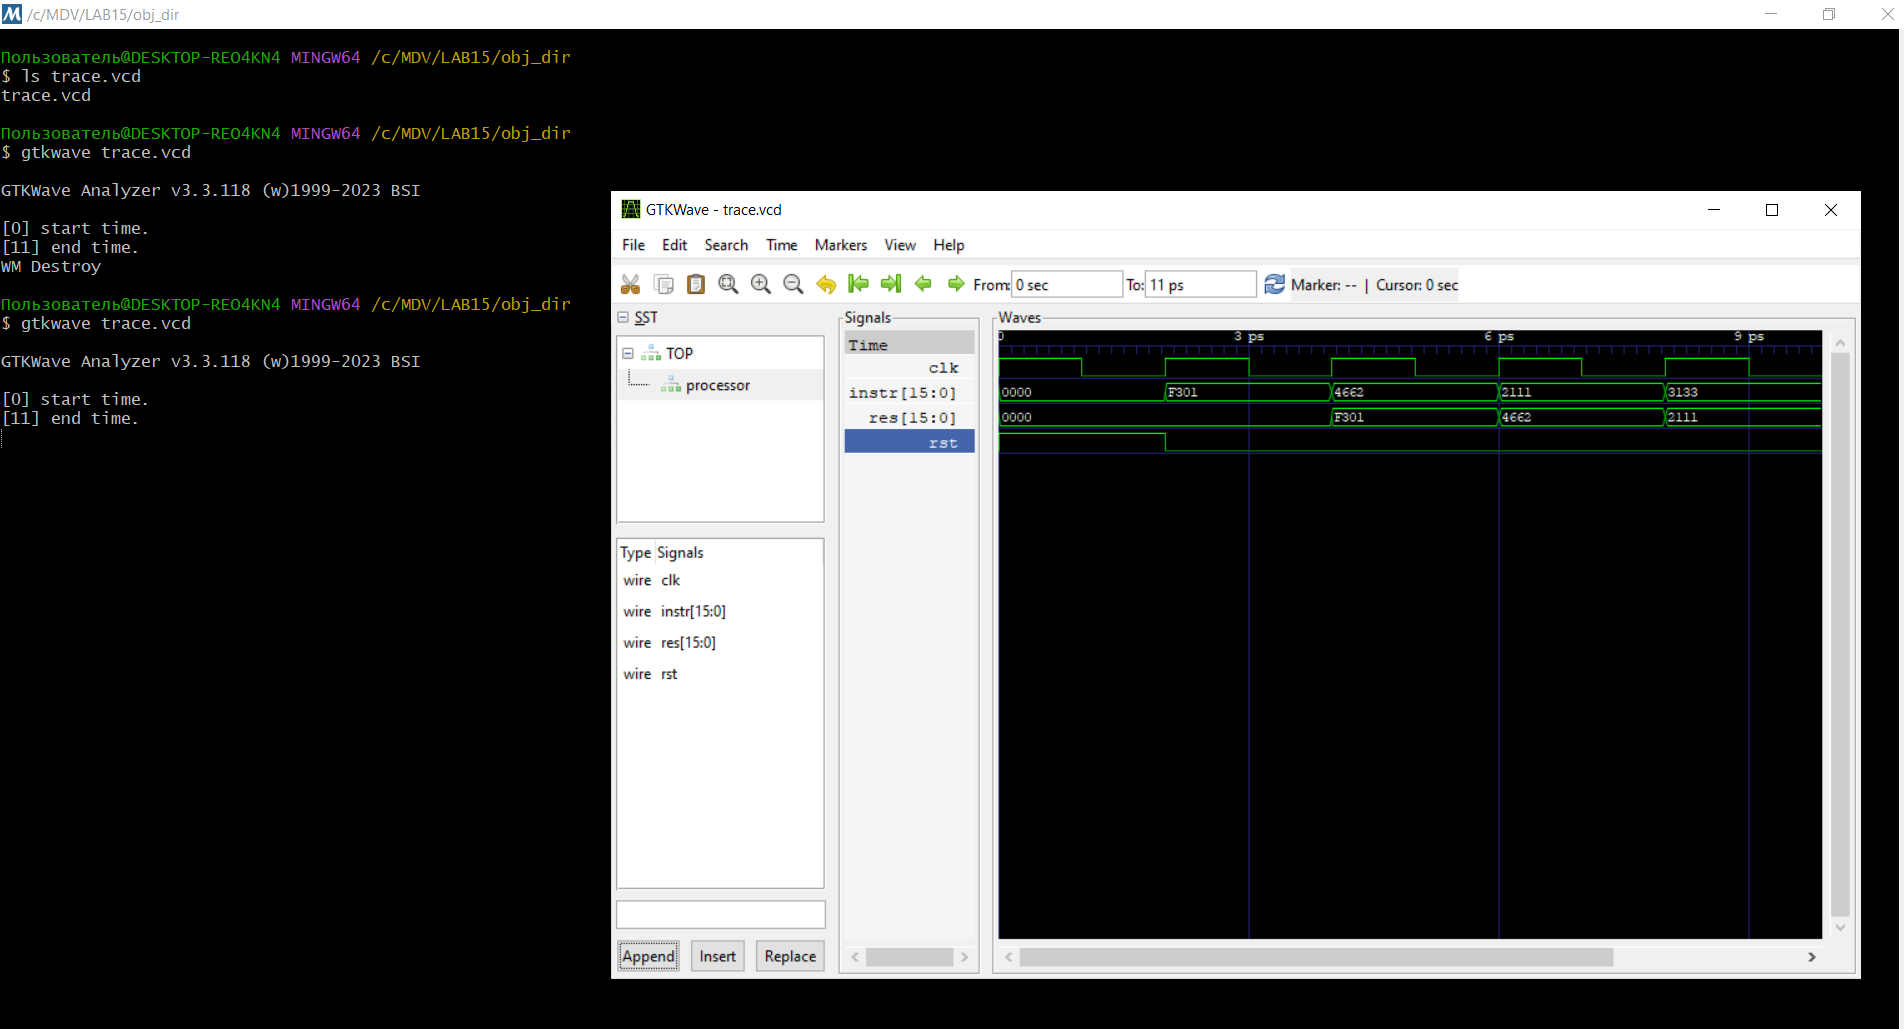 /c/MDV/LAB15/obj_dir
Пользователь@DESKTOP-REO4KN4 MINGW64 /c/MDV/LAB15/obj_dir
$ ls trace.vcd
trace.vcd
Пользователь@DESKTOP-REO4KN4 MINGW64 /c/MDV/LAB15/obj_dir
$ gtkwave trace.vcd
GTKWave Analyzer v3.3.118 (w)1999-2023 BSI
[0] start time.
[11] end time.
WM Destroy
Пользователь@DESKTOP-REO4KN4 MINGW64 /c/MDV/LAB15/obj_dir
$ gtkwave trace.vcd
GTKWave Analyzer v3.3.118 (w)1999-2023 BSI
[0] start time.
[11] end time.
GTKWave - trace.vcd
File Edit Search Time Markers View Help
From: 0 sec To: 11 ps Marker: -- | Cursor: 0 sec
SST
TOP
processor
Type Signals
wire clk
wire instr[15:0]
wire res[15:0]
wire rst
Append Insert Replace
Signals
Time
clk
instr[15:0]
res[15:0]
rst
Waves
0 3 ps 6 ps 9 ps
0000 F301 4662 2111 3133
0000 F301 4662 2111